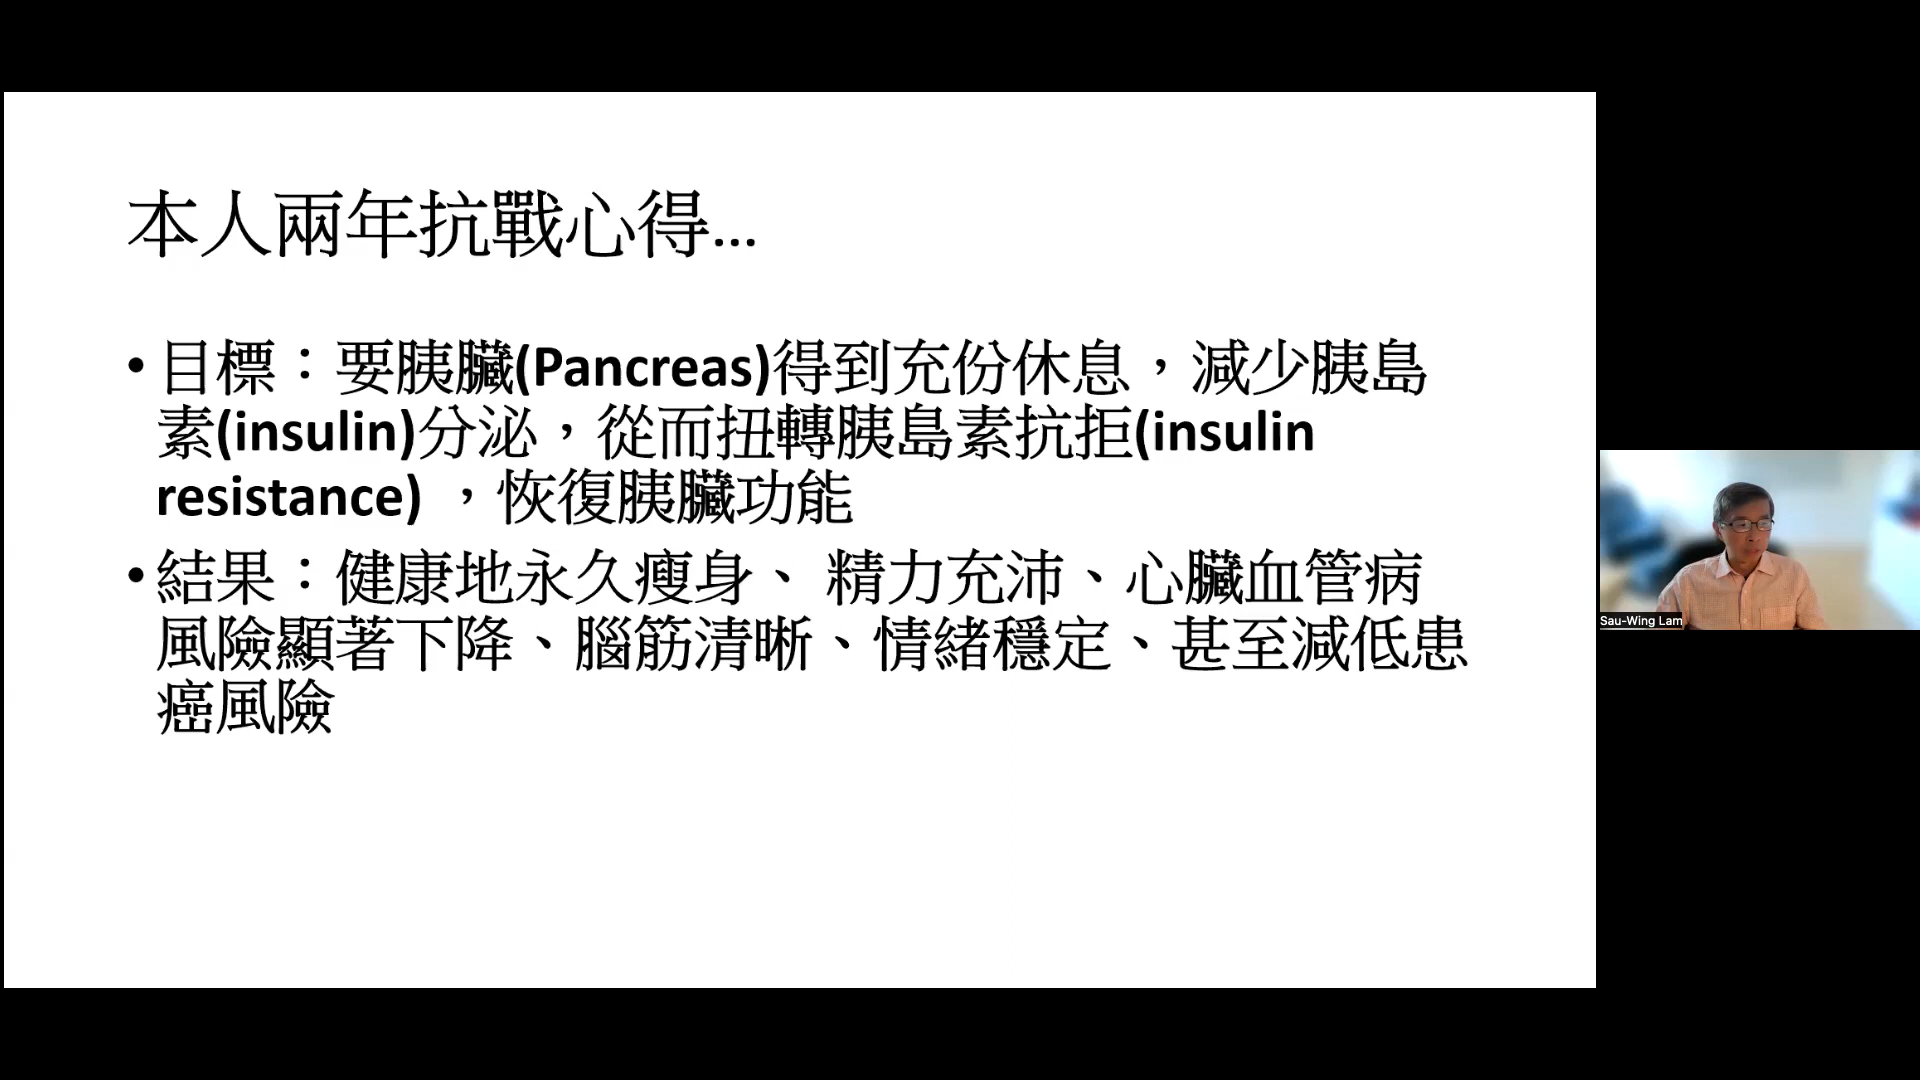 本人兩年抗戰心得...
• 目標：要胰臟(Pancreas)得到充份休息，減少胰島
素(insulin)分泌，從而扭轉胰島素抗拒(insulin
resistance) ，恢復胰臟功能
• 結果：健康地永久瘦身、 精力充沛、心臟血管病
風險顯著下降、腦筋清晰、情緒穩定、甚至減低患
癌風險
Sau-Wing Lam